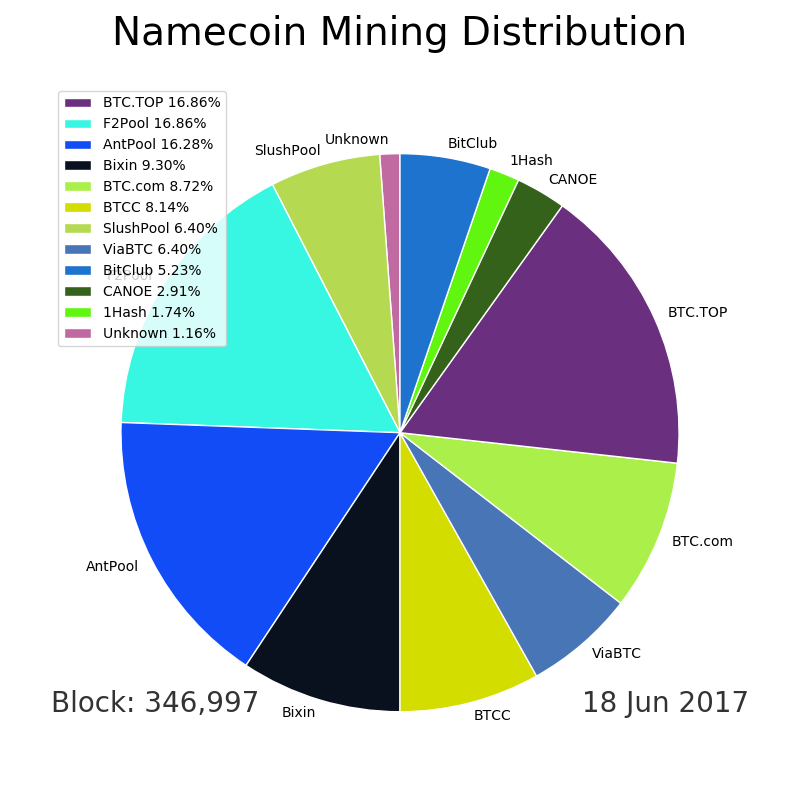 Namecoin Mining Distribution
BTC.TOP 16.86%
F2Pool 16.86%
AntPool 16.28%
Bixin 9.30%
BTC.com 8.72%
BTCC 8.14%
SlushPool 6.40%
ViaBTC 6.40%
BitClub 5.23%
CANOE 2.91%
1Hash 1.74%
Unknown 1.16%
Unknown
BitClub
SlushPool
1Hash
CANOE
F2Pool
BTC.TOP
BTC.com
AntPool
ViaBTC
Bixin
BTCC
Block: 346,997
18 Jun 2017